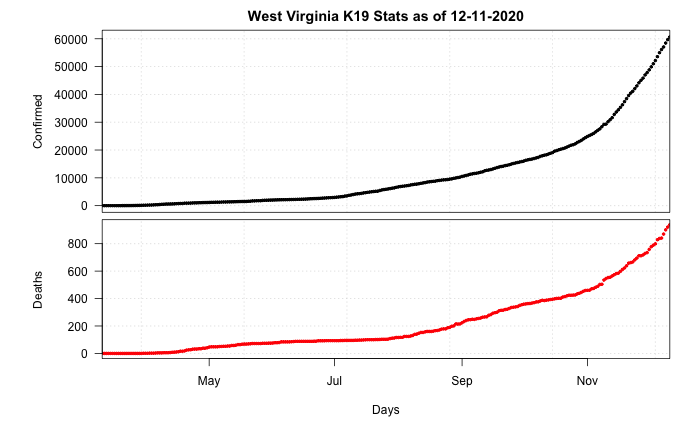 West Virginia K19 Stats as of 12-11-2020
Confirmed
60000
50000
40000
30000
20000
10000
0
Deaths
800
600
400
200
0
May Jul Sep Nov
Days